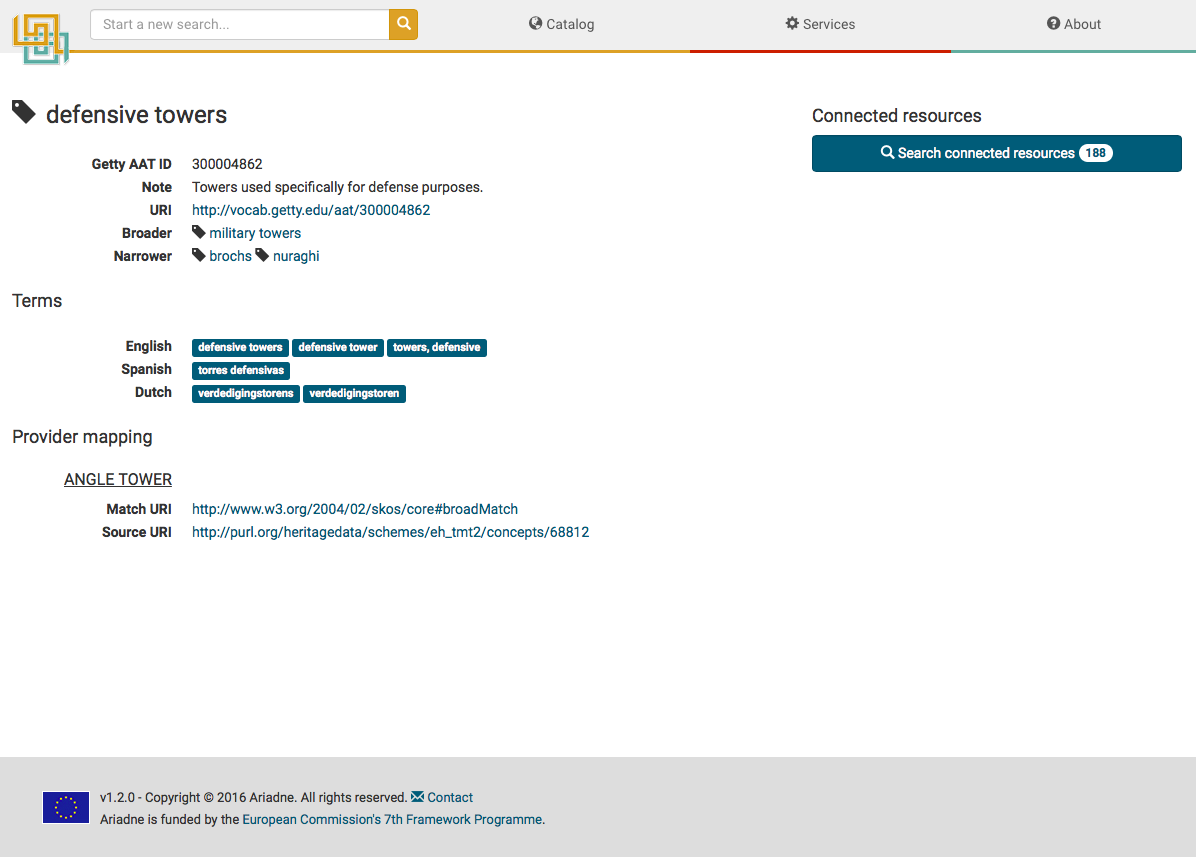 Start a new search...
Catalog
Services
About
defensive towers
Getty AAT ID 300004862
Note Towers used specifically for defense purposes.
URI http://vocab.getty.edu/aat/300004862
Broader military towers
Narrower brochs nuraghi
Terms
English defensive towers defensive tower towers, defensive
Spanish torres defensivas
Dutch verdedigingstorens verdedigingstoren
Provider mapping
ANGLE TOWER
Match URI http://www.w3.org/2004/02/skos/core#broadMatch
Source URI http://purl.org/heritagedata/schemes/eh_tmt2/concepts/68812
Connected resources
Search connected resources 188
v1.2.0 - Copyright © 2016 Ariadne. All rights reserved. Contact
Ariadne is funded by the European Commission's 7th Framework Programme.